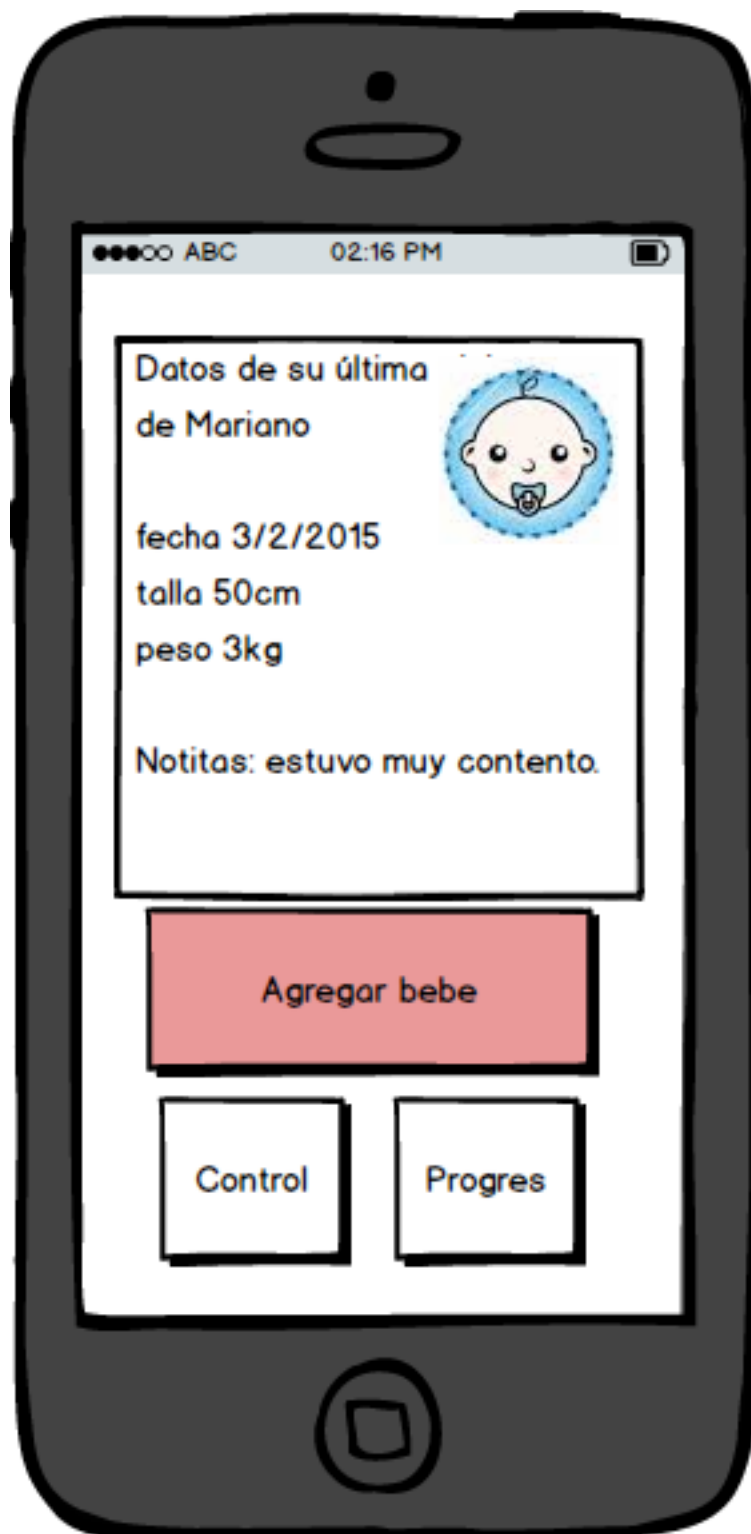 ABC 02:16 PM
Datos de su última
de Mariano
fecha 3/2/2015
talla 50cm
peso 3kg
Notitas: estuvo muy contento.
Agregar bebe
Control Progres